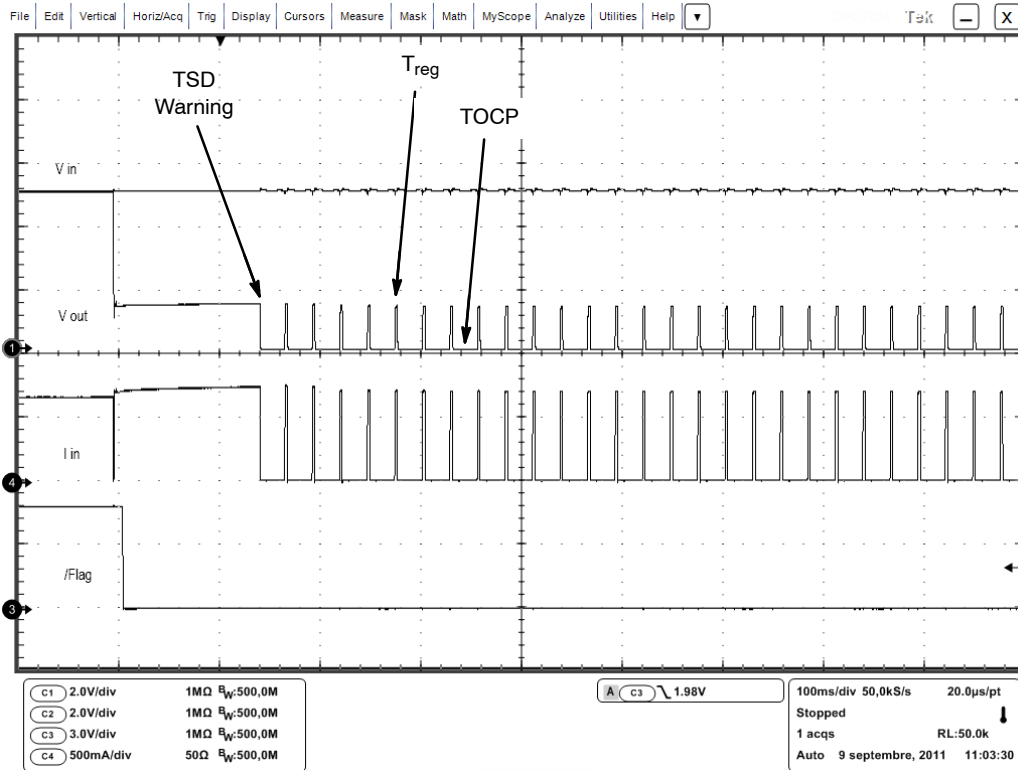 File Edit Vertical Horiz/Acq Trig Display Cursors Measure Mask Math MyScope Analyze Utilities Help Tek X
TSD
Warning
Treg
TOCP
V in
V out
1
I in
4
/Flag
3
C1 2.0V/div 1MΩ BW:500,0M
C2 2.0V/div 1MΩ BW:500,0M
C3 3.0V/div 1MΩ BW:500,0M
C4 500mA/div 50Ω BW:500,0M
A C3 1.98V
100ms/div 50,0kS/s 20.0µs/pt
Stopped
1 acqs RL:50.0k
Auto 9 septembre, 2011 11:03:30